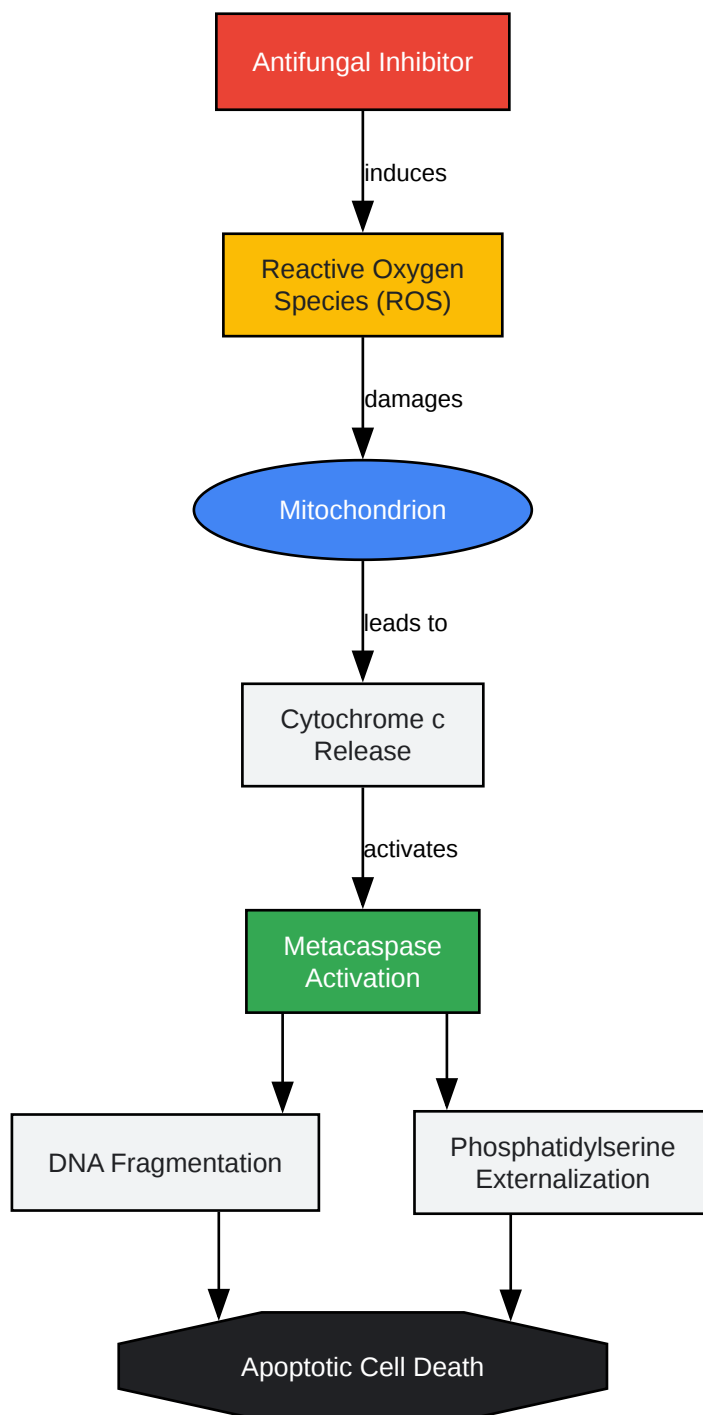 Antifungal Inhibitor
induces
Reactive Oxygen
Species (ROS)
damages
Mitochondrion
leads to
Cytochrome c
Release
activates
Metacaspase
Activation
DNA Fragmentation
Phosphatidylserine
Externalization
Apoptotic Cell Death